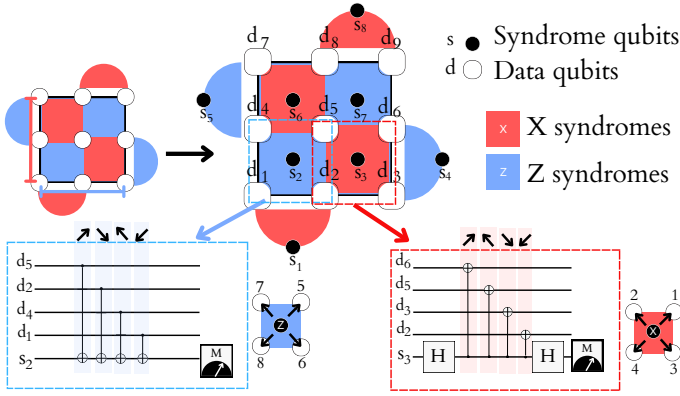 s₈
d₇ d₈ d₉
s Syndrome qubits
d Data qubits
s₅ d₄ s₆ d₅ s₇ d₆
X X syndromes
Z Z syndromes
d₁ s₂ d₂ s₃ d₃ s₄
s₁
d₅
d₂
d₄
d₁
s₂ M
7 5
Z
8 6
d₆
d₅
d₃
d₂
s₃ H H M
2 1
X
4 3